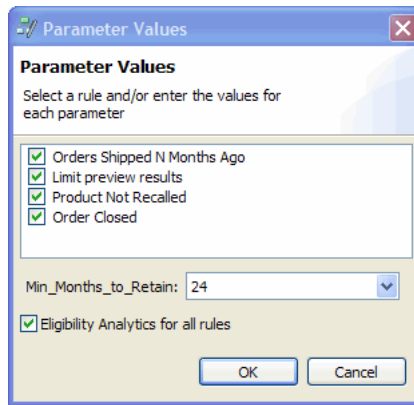 Parameter Values
Parameter Values
Select a rule and/or enter the values for
each parameter
Orders Shipped N Months Ago
Limit preview results
Product Not Recalled
Order Closed
Min_Months_to_Retain: 24
Eligibility Analytics for all rules
OK Cancel